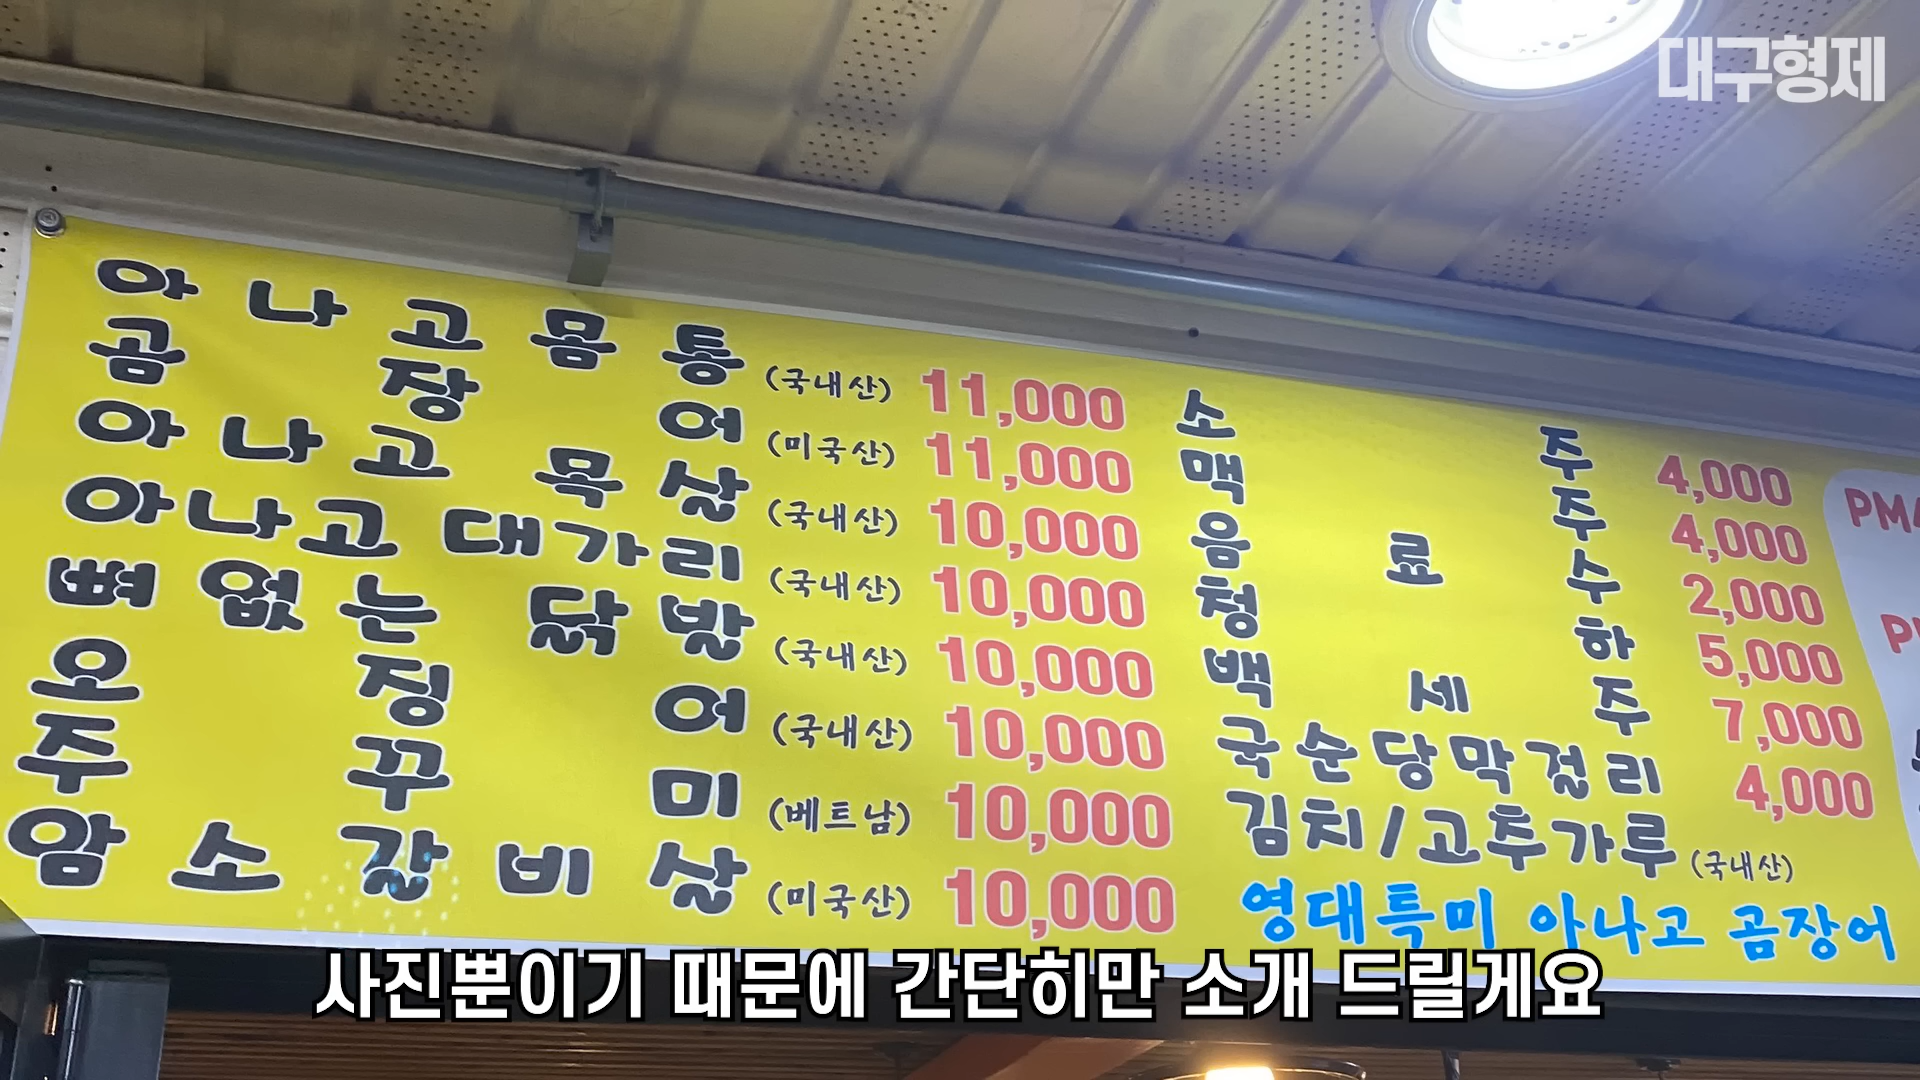 대구형제
아나고몸통 (국내산) 11,000
곰장어 (미국산) 11,000
아나고 목살 (국내산) 10,000
아나고대가리 (국내산) 10,000
뼈없는 닭발 (국내산) 10,000
오징어 (국내산) 10,000
주꾸미 (베트남) 10,000
암소갈비살 (미국산) 10,000
소주 4,000
맥주 4,000
음료수 2,000
청하 5,000
백세주 7,000
국순당막걸리 4,000
김치/고추가루 (국내산)
영대특미 아나고 곰장어
사진뿐이기 때문에 간단히만 소개 드릴게요